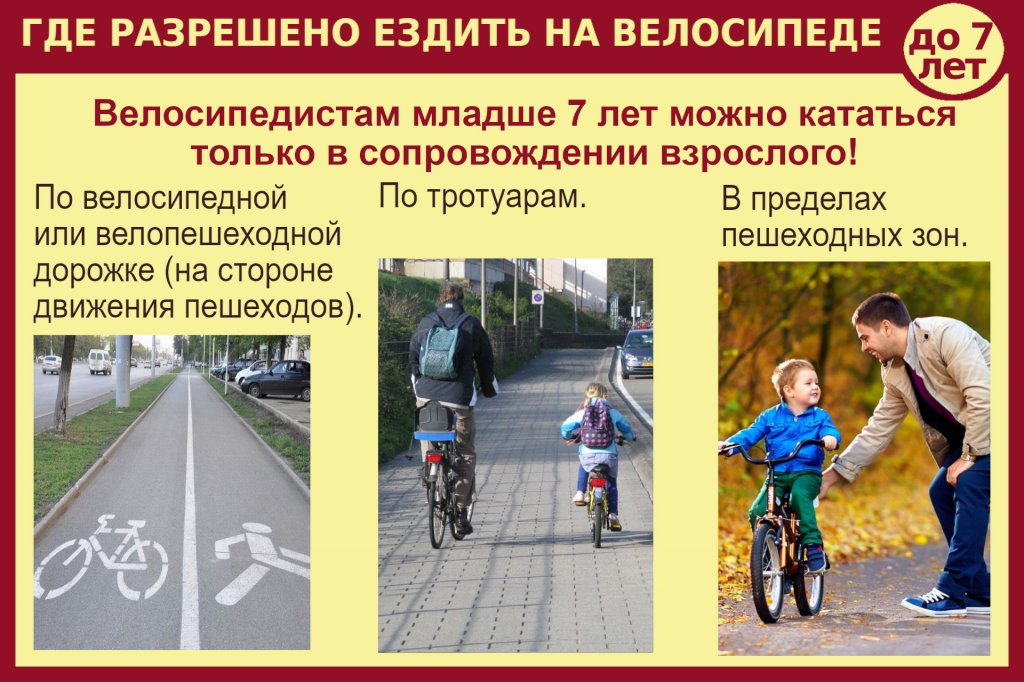 ГДЕ РАЗРЕШЕНО ЕЗДИТЬ НА ВЕЛОСИПЕДЕ
до 7
лет
Велосипедистам младше 7 лет можно кататься
только в сопровождении взрослого!
По велосипедной
или велопешеходной
дорожке (на стороне
движения пешеходов).
По тротуарам.
В пределах
пешеходных зон.